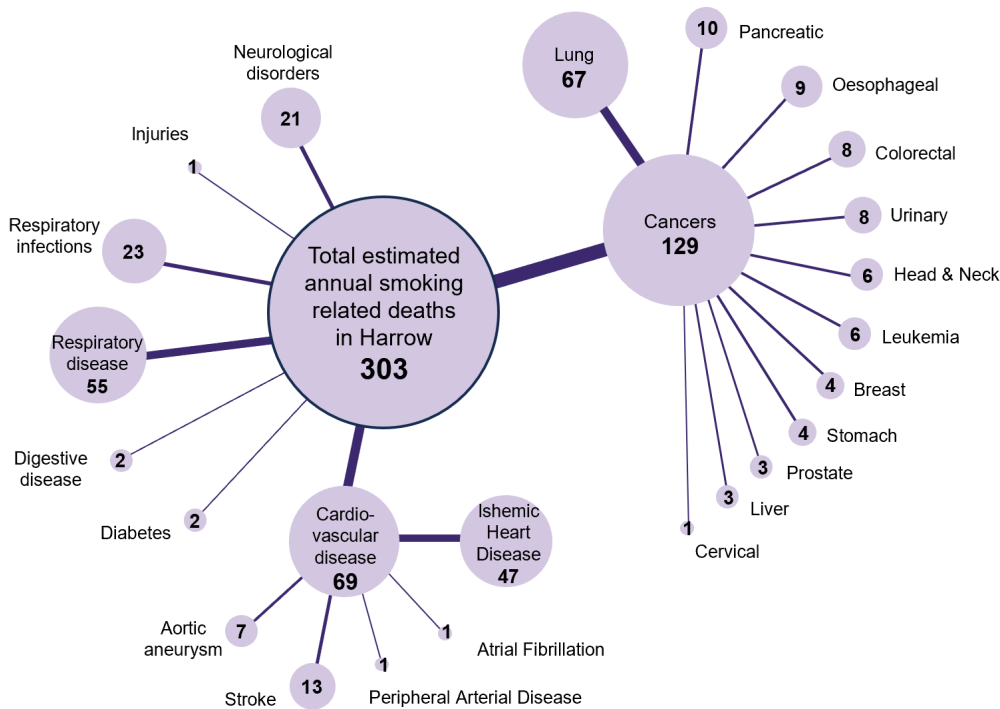 Total estimated
annual smoking
related deaths
in Harrow
303
Neurological
disorders
21
Injuries
1
Respiratory
infections
23
Respiratory
disease
55
Digestive
disease
2
Diabetes
2
Cardio-
vascular
disease
69
Ishemic
Heart
Disease
47
Aortic
aneurysm
7
Stroke
13
Peripheral Arterial Disease
1
Atrial Fibrillation
1
Cancers
129
Lung
67
10
Pancreatic
9
Oesophageal
8
Colorectal
8
Urinary
6
Head & Neck
6
Leukemia
4
Breast
4
Stomach
3
Prostate
3
Liver
1
Cervical